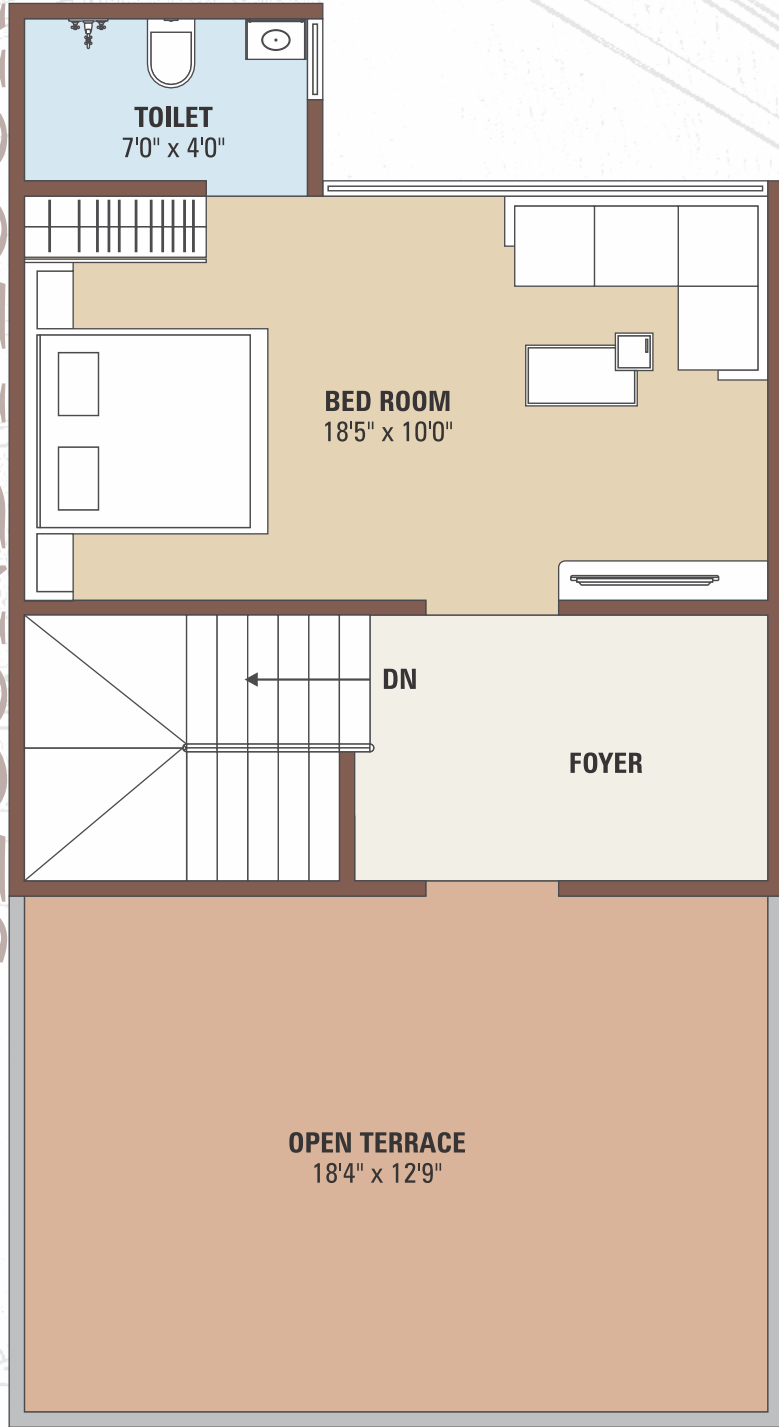 TOILET
7'0" x 4'0"
BED ROOM
18'5" x 10'0"
DN
FOYER
OPEN TERRACE
18'4" x 12'9"